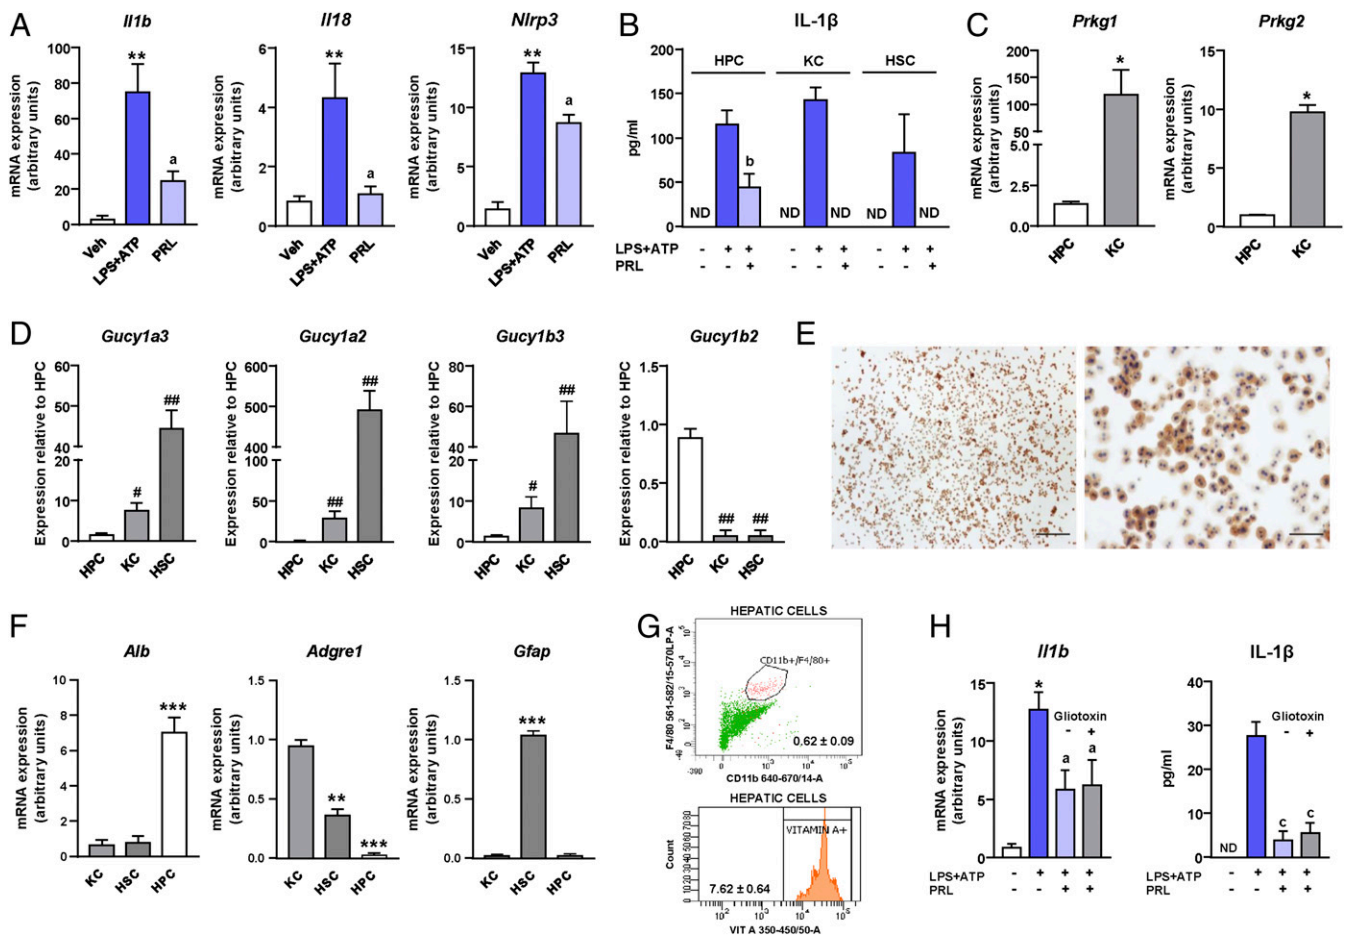 A
Il1b
mRNA expression
(arbitrary units)
100
80
60
40
20
0
**
a
Veh
LPS+ATP
PRL
Il18
mRNA expression
(arbitrary units)
6
4
2
0
**
a
Veh
LPS+ATP
PRL
Nlrp3
mRNA expression
(arbitrary units)
15
10
5
0
**
a
Veh
LPS+ATP
PRL
B
IL-1β
pg/ml
200
150
100
50
0
HPC
KC
HSC
ND
b
ND
ND
ND
ND
LPS+ATP - + + - + + - + +
PRL - - + - - + - - +
C
Prkg1
mRNA expression
(arbitrary units)
200
150
100
50
5.0
2.5
0.0
*
HPC
KC
Prkg2
mRNA expression
(arbitrary units)
15
10
5
0
*
HPC
KC
D
Gucy1a3
Expression relative to HPC
60
50
40
20
10
0
#
##
HPC
KC
HSC
Gucy1a2
Expression relative to HPC
600
500
400
100
50
0
##
##
HPC
KC
HSC
Gucy1b3
Expression relative to HPC
80
60
40
20
10
0
#
##
HPC
KC
HSC
Gucy1b2
Expression relative to HPC
1.5
1.0
0.5
0.0
##
##
HPC
KC
HSC
E
F
Alb
mRNA expression
(arbitrary units)
10
8
6
4
2
0
***
KC
HSC
HPC
Adgre1
mRNA expression
(arbitrary units)
1.5
1.0
0.5
0.0
**
***
KC
HSC
HPC
Gfap
mRNA expression
(arbitrary units)
1.5
1.0
0.5
0.0
***
KC
HSC
HPC
G
HEPATIC CELLS
F4/80 561-582/15-570LP-A
CD11b+/F4/80+
0.62 ± 0.09
CD11b 640-670/14-A
HEPATIC CELLS
Count
VITAMIN A+
7.62 ± 0.64
VIT A 350-450/50-A
H
Il1b
mRNA expression
(arbitrary units)
15
10
5
0
*
Gliotoxin
- +
a
a
LPS+ATP - + + +
PRL - - + +
IL-1β
pg/ml
40
30
20
10
0
Gliotoxin
- +
ND
c
c
LPS+ATP - + + +
PRL - - + +